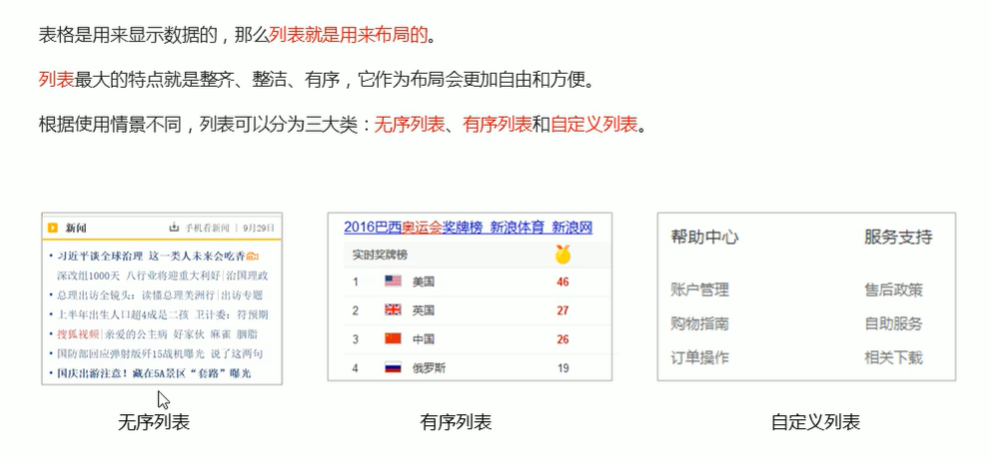 表格是用来显示数据的，那么列表就是用来布局的。
列表最大的特点就是整齐、整洁、有序，它作为布局会更加自由和方便。
根据使用情景不同，列表可以分为三大类：无序列表、有序列表和自定义列表。
新闻 手机看新闻 | 9月29日
• 习近平谈全球治理 这一类人未来会吃香
深改组1000天 八行业将迎重大利好|治国理政
• 总理出访全镜头：读懂总理美洲行|出访专题
• 上半年出生人口超4成是二孩 卫计委：符预期
• 搜狐视频|亲爱的公主病 好家伙 麻雀 胭脂
• 国防部回应弹射版歼15战机曝光 说了这两句
• 国庆出游注意！藏在5A景区“套路”曝光
无序列表
2016巴西奥运会奖牌榜_新浪体育_新浪网
实时奖牌榜
1 美国 46
2 英国 27
3 中国 26
4 俄罗斯 19
有序列表
帮助中心 服务支持
账户管理 售后政策
购物指南 自助服务
订单操作 相关下载
自定义列表